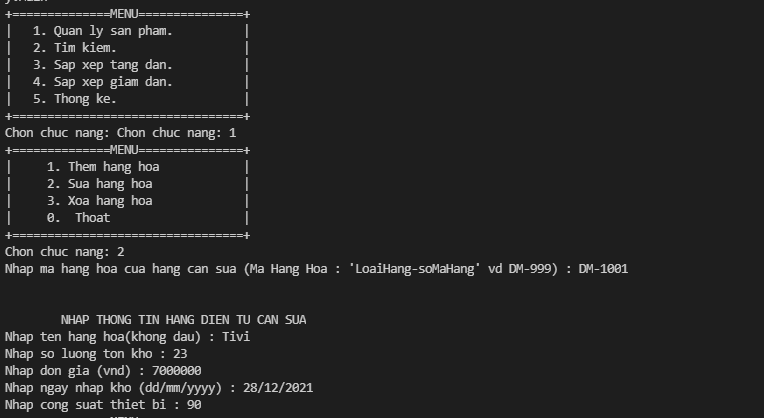 +==============MENU===============+
|   1. Quan ly san pham.          |
|   2. Tim kiem.                  |
|   3. Sap xep tang dan.          |
|   4. Sap xep giam dan.          |
|   5. Thong ke.                  |
+=================================+
Chon chuc nang: Chon chuc nang: 1
+==============MENU===============+
|     1. Them hang hoa            |
|     2. Sua hang hoa             |
|     3. Xoa hang hoa             |
|     0.  Thoat                   |
+=================================+
Chon chuc nang: 2
Nhap ma hang hoa cua hang can sua (Ma Hang Hoa : 'LoaiHang-soMaHang' vd DM-999) : DM-1001
NHAP THONG TIN HANG DIEN TU CAN SUA
Nhap ten hang hoa(khong dau) : Tivi
Nhap so luong ton kho : 23
Nhap don gia (vnd) : 7000000
Nhap ngay nhap kho (dd/mm/yyyy) : 28/12/2021
Nhap cong suat thiet bi : 90